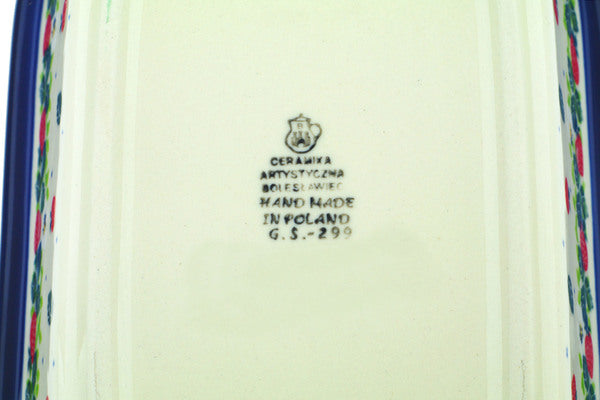 CERAMIKA
ARTYSTYCZNA
BOLESŁAWIEC
HAND MADE
IN POLAND
G.S.-299